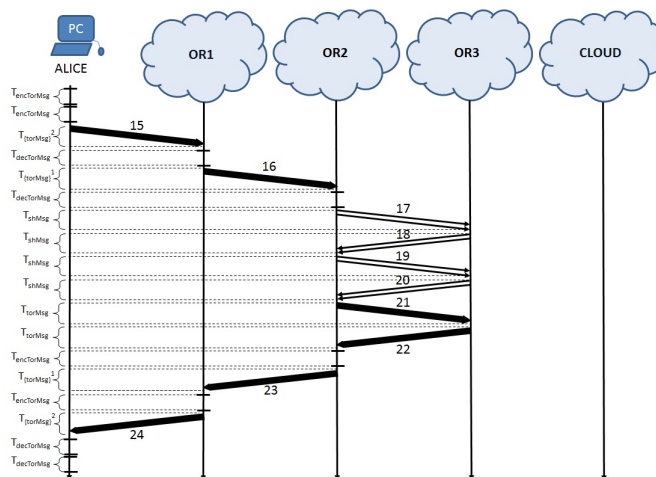 PC
ALICE
OR1
OR2
OR3
CLOUD
TencTorMsg
TencTorMsg
T{torMsg}2
15
TdecTorMsg
T{torMsg}1
16
TdecTorMsg
TshMsg
17
TshMsg
18
TshMsg
19
TshMsg
20
TtorMsg
21
TtorMsg
22
TencTorMsg
T{torMsg}1
23
TencTorMsg
T{torMsg}2
24
TdecTorMsg
TdecTorMsg